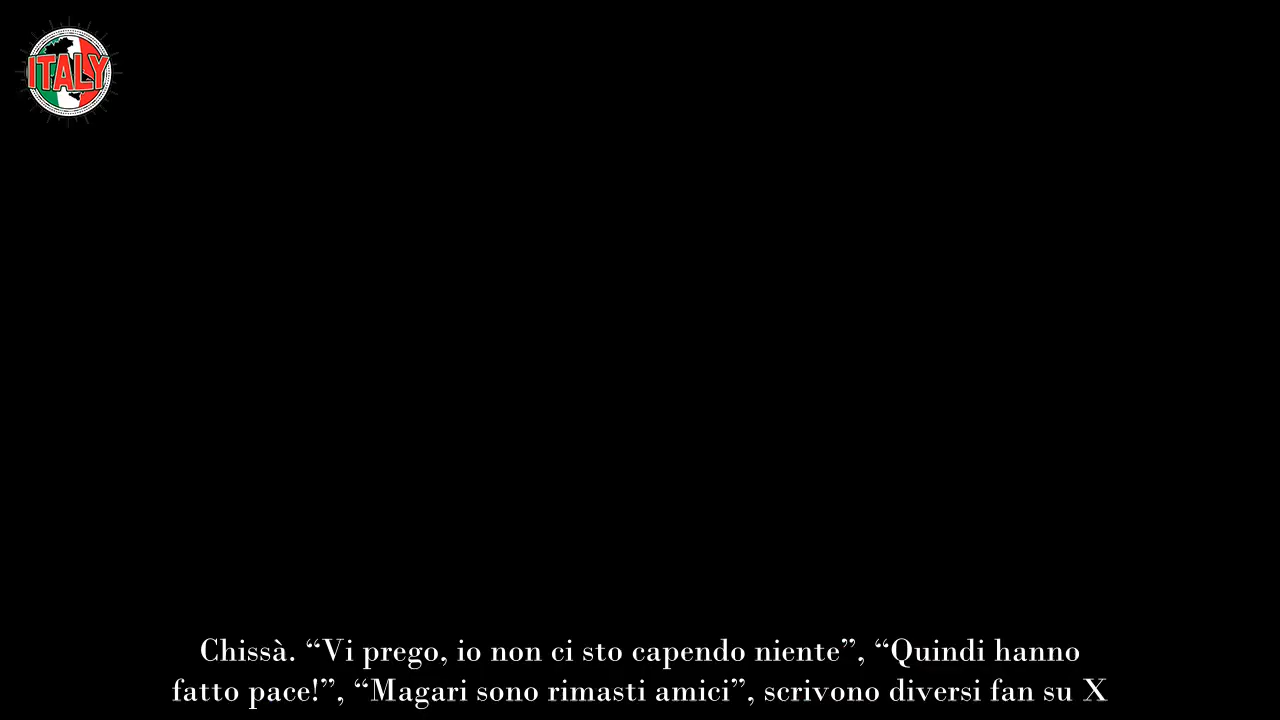 ITALY
Chissà. “Vi prego, io non ci sto capendo niente”, “Quindi hanno
fatto pace!”, “Magari sono rimasti amici”, scrivono diversi fan su X